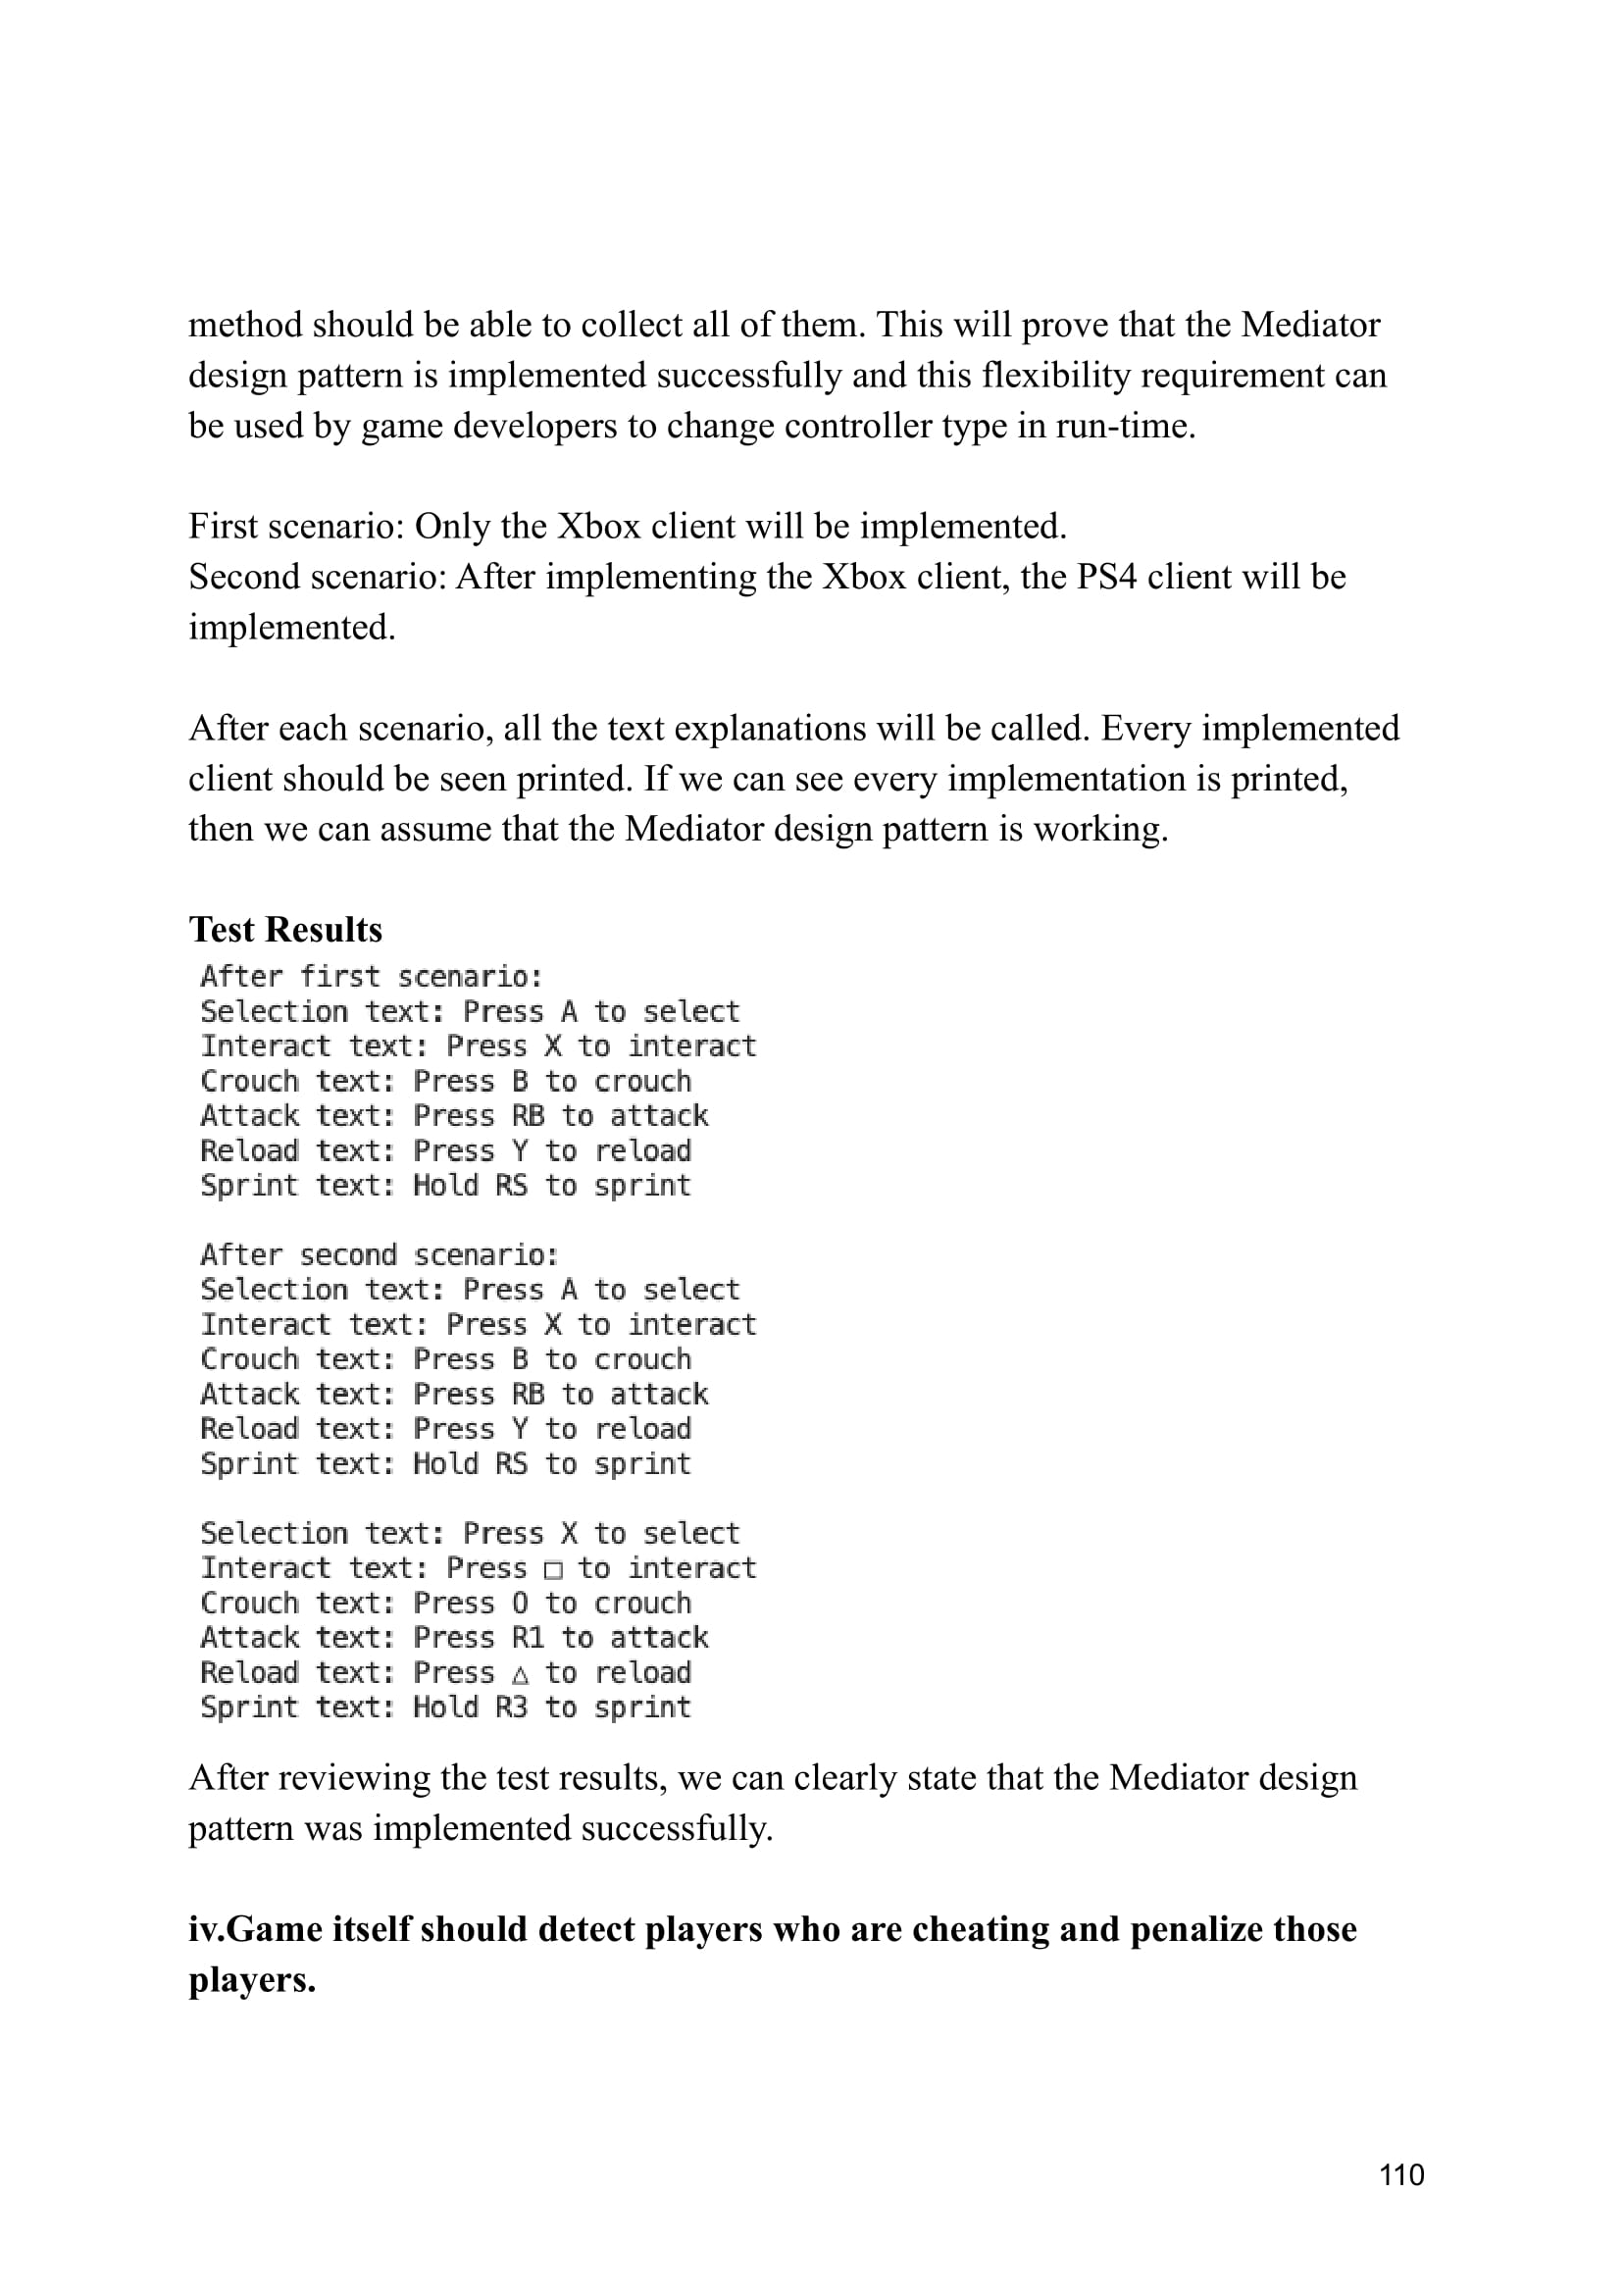 method should be able to collect all of them. This will prove that the Mediator
design pattern is implemented successfully and this flexibility requirement can
be used by game developers to change controller type in run-time.
First scenario: Only the Xbox client will be implemented.
Second scenario: After implementing the Xbox client, the PS4 client will be
implemented.
After each scenario, all the text explanations will be called. Every implemented
client should be seen printed. If we can see every implementation is printed,
then we can assume that the Mediator design pattern is working.
Test Results
After first scenario:
Selection text: Press A to select
Interact text: Press X to interact
Crouch text: Press B to crouch
Attack text: Press RB to attack
Reload text: Press Y to reload
Sprint text: Hold RS to sprint
After second scenario:
Selection text: Press A to select
Interact text: Press X to interact
Crouch text: Press B to crouch
Attack text: Press RB to attack
Reload text: Press Y to reload
Sprint text: Hold RS to sprint
Selection text: Press X to select
Interact text: Press □ to interact
Crouch text: Press O to crouch
Attack text: Press R1 to attack
Reload text: Press △ to reload
Sprint text: Hold R3 to sprint
After reviewing the test results, we can clearly state that the Mediator design
pattern was implemented successfully.
iv.Game itself should detect players who are cheating and penalize those
players.
110